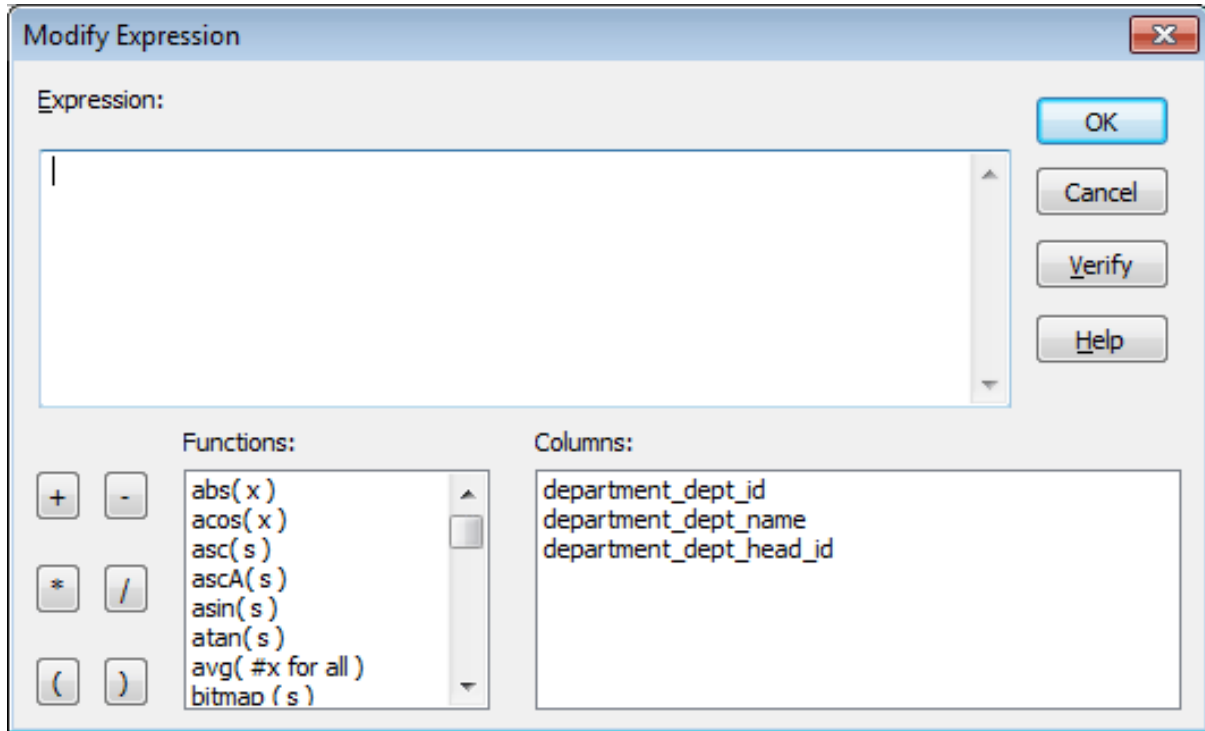 Modify Expression
Expression:
OK
Cancel
Verify
Help
Functions:
Columns:
+ -
* /
( )
abs( x )
acos( x )
asc( s )
ascA( s )
asin( s )
atan( s )
avg( #x for all )
bitmap ( s )
department_dept_id
department_dept_name
department_dept_head_id